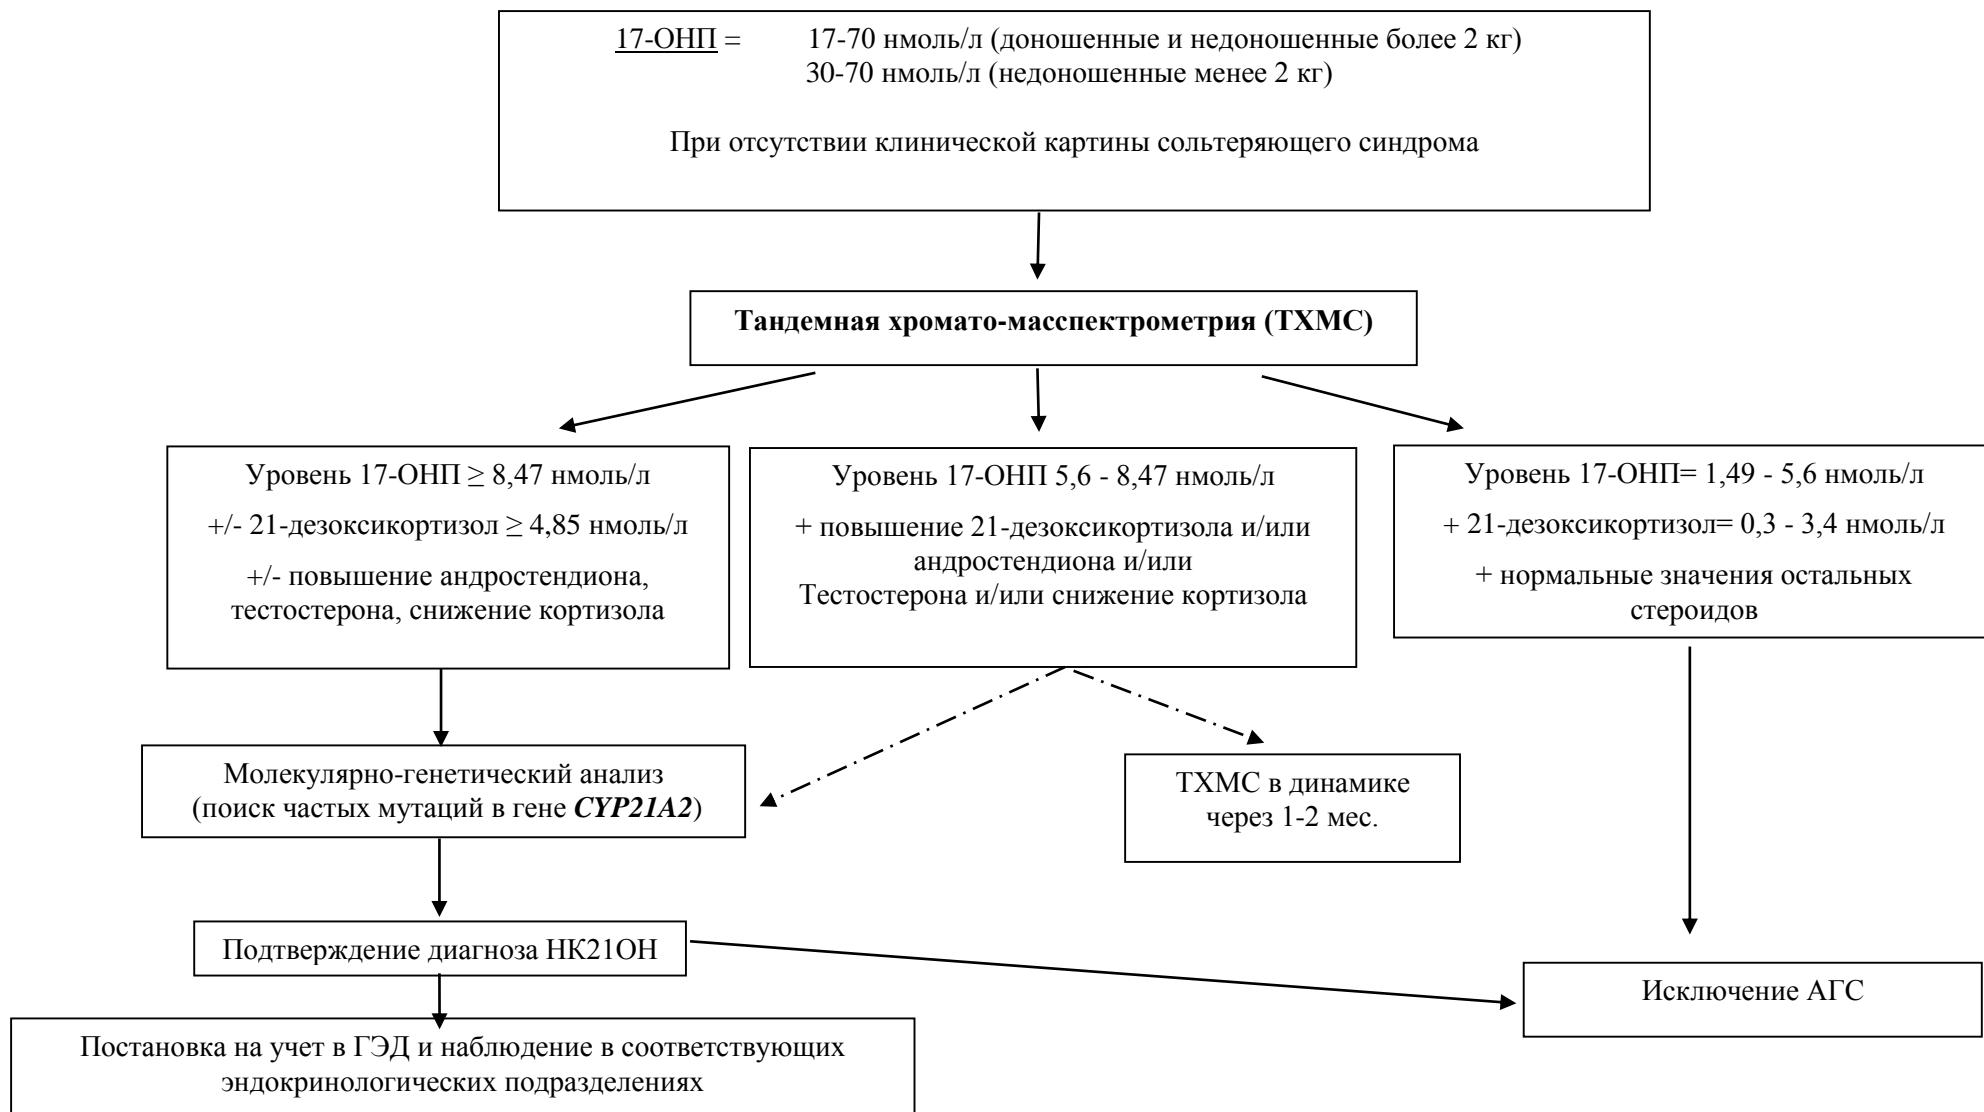 17-ОНП = 17-70 нмоль/л (доношенные и недоношенные более 2 кг)
30-70 нмоль/л (недоношенные менее 2 кг)
При отсутствии клинической картины сольтеряющего синдрома
Тандемная хромато-масспектрометрия (ТХМС)
Уровень 17-ОНП ≥ 8,47 нмоль/л
+/- 21-дезоксикортизол ≥ 4,85 нмоль/л
+/- повышение андростендиона,
тестостерона, снижение кортизола
Уровень 17-ОНП 5,6 - 8,47 нмоль/л
+ повышение 21-дезоксикортизола и/или
андростендиона и/или
Тестостерона и/или снижение кортизола
Уровень 17-ОНП= 1,49 - 5,6 нмоль/л
+ 21-дезоксикортизол= 0,3 - 3,4 нмоль/л
+ нормальные значения остальных
стероидов
Молекулярно-генетический анализ
(поиск частых мутаций в гене CYP21A2)
ТХМС в динамике
через 1-2 мес.
Подтверждение диагноза НК21ОН
Исключение АГС
Постановка на учет в ГЭД и наблюдение в соответствующих
эндокринологических подразделениях